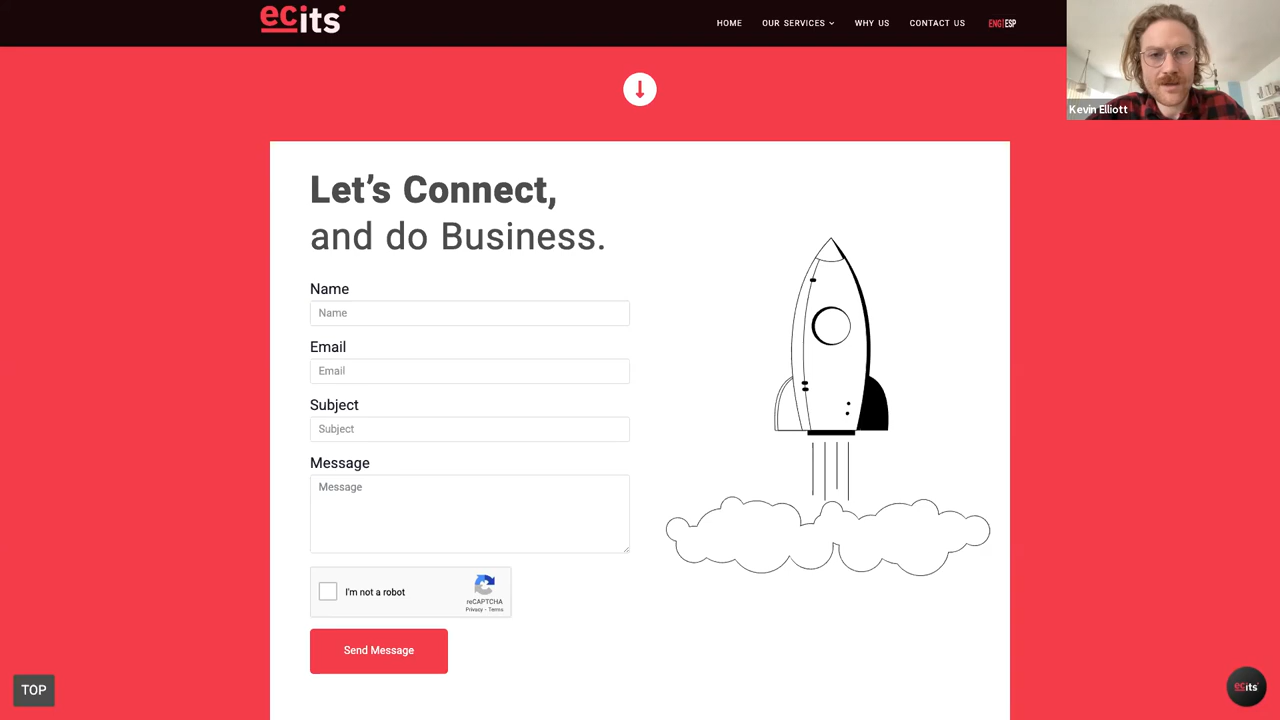 ecits
HOME OUR SERVICES WHY US CONTACT US ENG|ESP
Kevin Elliott
Let's Connect,
and do Business.
Name
Name
Email
Email
Subject
Subject
Message
Message
I'm not a robot
reCAPTCHA
Privacy - Terms
Send Message
TOP
ecits